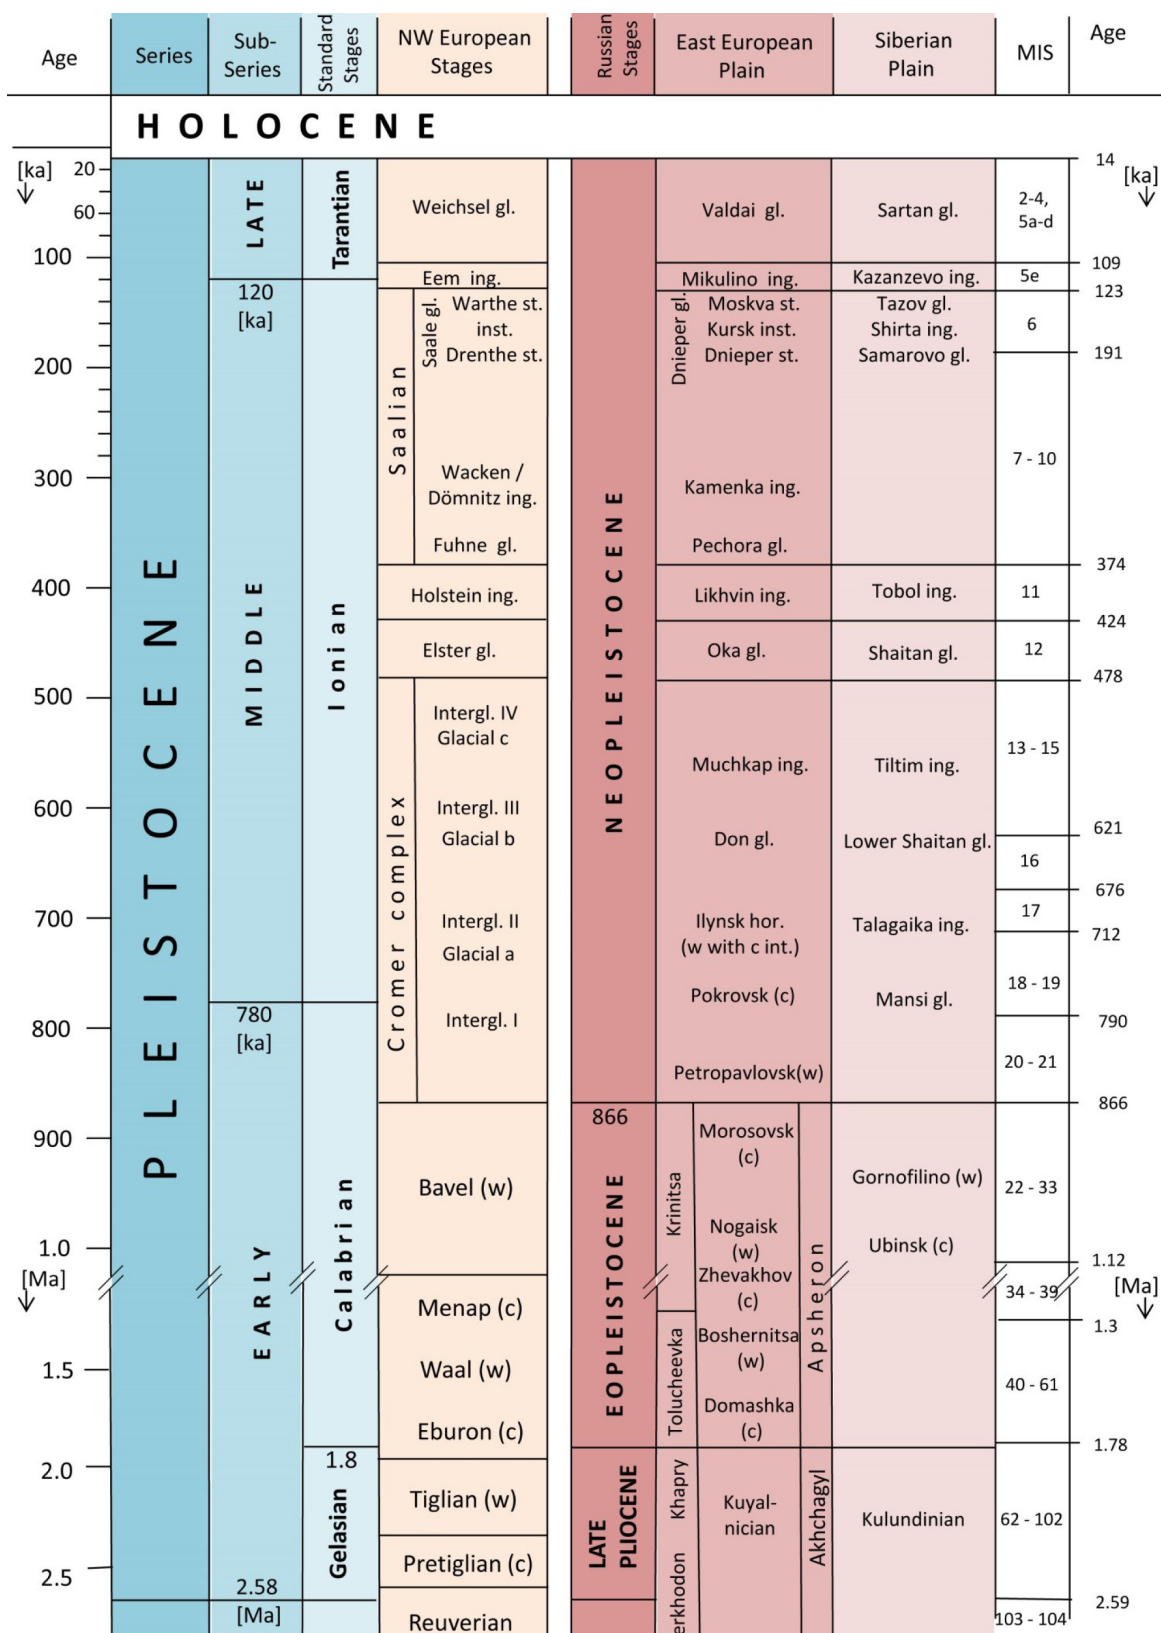 Age
Series
Sub-
Series
Standard
Stages
NW European
Stages
Russian
Stages
East European
Plain
Siberian
Plain
MIS
Age
HOLOCENE
[ka]
20
60
100
200
300
400
500
600
700
800
900
1.0
[Ma]
1.5
2.0
2.5
PLEISTOCENE
LATE
120
[ka]
MIDDLE
780
[ka]
EARLY
2.58
[Ma]
Tarantian
Ionian
Calabrian
1.8
Gelasian
Weichsel gl.
Eem ing.
Saalian
Saale gl.
Warthe st.
inst.
Drenthe st.
Wacken /
Dömnitz ing.
Fuhne gl.
Holstein ing.
Elster gl.
Cromer complex
Intergl. IV
Glacial c
Intergl. III
Glacial b
Intergl. II
Glacial a
Intergl. I
Bavel (w)
Menap (c)
Waal (w)
Eburon (c)
Tiglian (w)
Pretiglian (c)
Reuverian
NEOPLEISTOCENE
866
EOPLEISTOCENE
LATE
PLIOCENE
Valdai gl.
Mikulino ing.
Dnieper gl.
Moskva st.
Kursk inst.
Dnieper st.
Kamenka ing.
Pechora gl.
Likhvin ing.
Oka gl.
Muchkap ing.
Don gl.
Ilynsk hor.
(w with c int.)
Pokrovsk (c)
Petropavlovsk(w)
Krinitsa
Tolucheevka
Khapry
erkhodon
Morosovsk
(c)
Nogaisk
(w)
Zhevakhov
(c)
Boshernitsa
(w)
Domashka
(c)
Kuyal-
nician
Apsheron
Akhchagyl
Sartan gl.
Kazanzevo ing.
Tazov gl.
Shirta ing.
Samarovo gl.
Tobol ing.
Shaitan gl.
Tiltim ing.
Lower Shaitan gl.
Talagaika ing.
Mansi gl.
Gornofilino (w)
Ubinsk (c)
Kulundinian
2-4,
5a-d
5e
6
7 - 10
11
12
13 - 15
16
17
18 - 19
20 - 21
22 - 33
34 - 39
40 - 61
62 - 102
103 - 104
14
[ka]
109
123
191
374
424
478
621
676
712
790
866
1.12
[Ma]
1.3
1.78
2.59